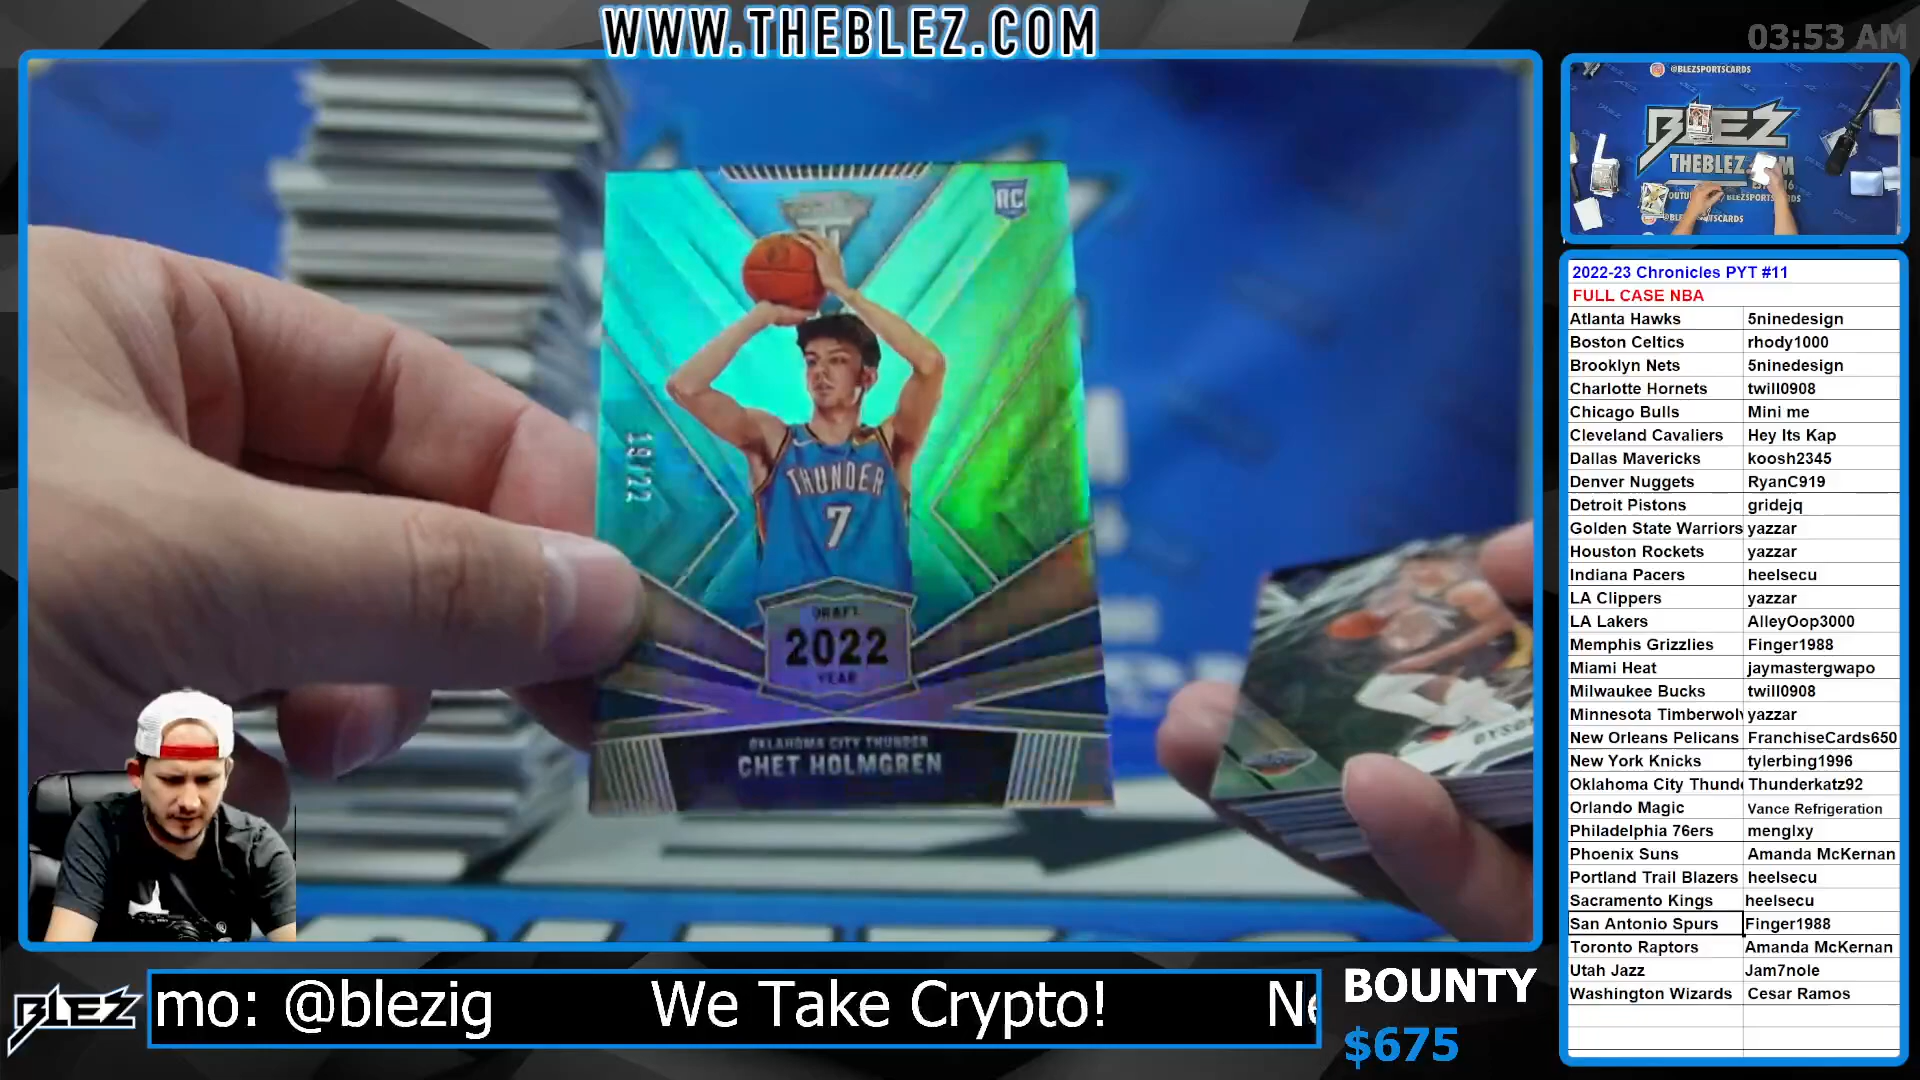 WWW.THEBLEZ.COM
03:53 AM
@BLEZSPORTSCARDS
BLEZ
THEBLEZ
RC
19/22
THUNDER
7
DRAFT
2022
YEAR
OKLAHOMA CITY THUNDER
CHET HOLMGREN
2022-23 Chronicles PYT #11
FULL CASE NBA
Atlanta Hawks 5ninedesign
Boston Celtics rhody1000
Brooklyn Nets 5ninedesign
Charlotte Hornets twill0908
Chicago Bulls Mini me
Cleveland Cavaliers Hey Its Kap
Dallas Mavericks koosh2345
Denver Nuggets RyanC919
Detroit Pistons gridejq
Golden State Warriors yazzar
Houston Rockets yazzar
Indiana Pacers heelsecu
LA Clippers yazzar
LA Lakers AlleyOop3000
Memphis Grizzlies Finger1988
Miami Heat jaymastergwapo
Milwaukee Bucks twill0908
Minnesota Timberwolv yazzar
New Orleans Pelicans FranchiseCards650
New York Knicks tylerbing1996
Oklahoma City Thund Thunderkatz92
Orlando Magic Vance Refrigeration
Philadelphia 76ers menglxy
Phoenix Suns Amanda McKernan
Portland Trail Blazers heelsecu
Sacramento Kings heelsecu
San Antonio Spurs Finger1988
Toronto Raptors Amanda McKernan
Utah Jazz Jam7nole
Washington Wizards Cesar Ramos
BLEZ
mo: @blezig We Take Crypto! Ne
BOUNTY
$675